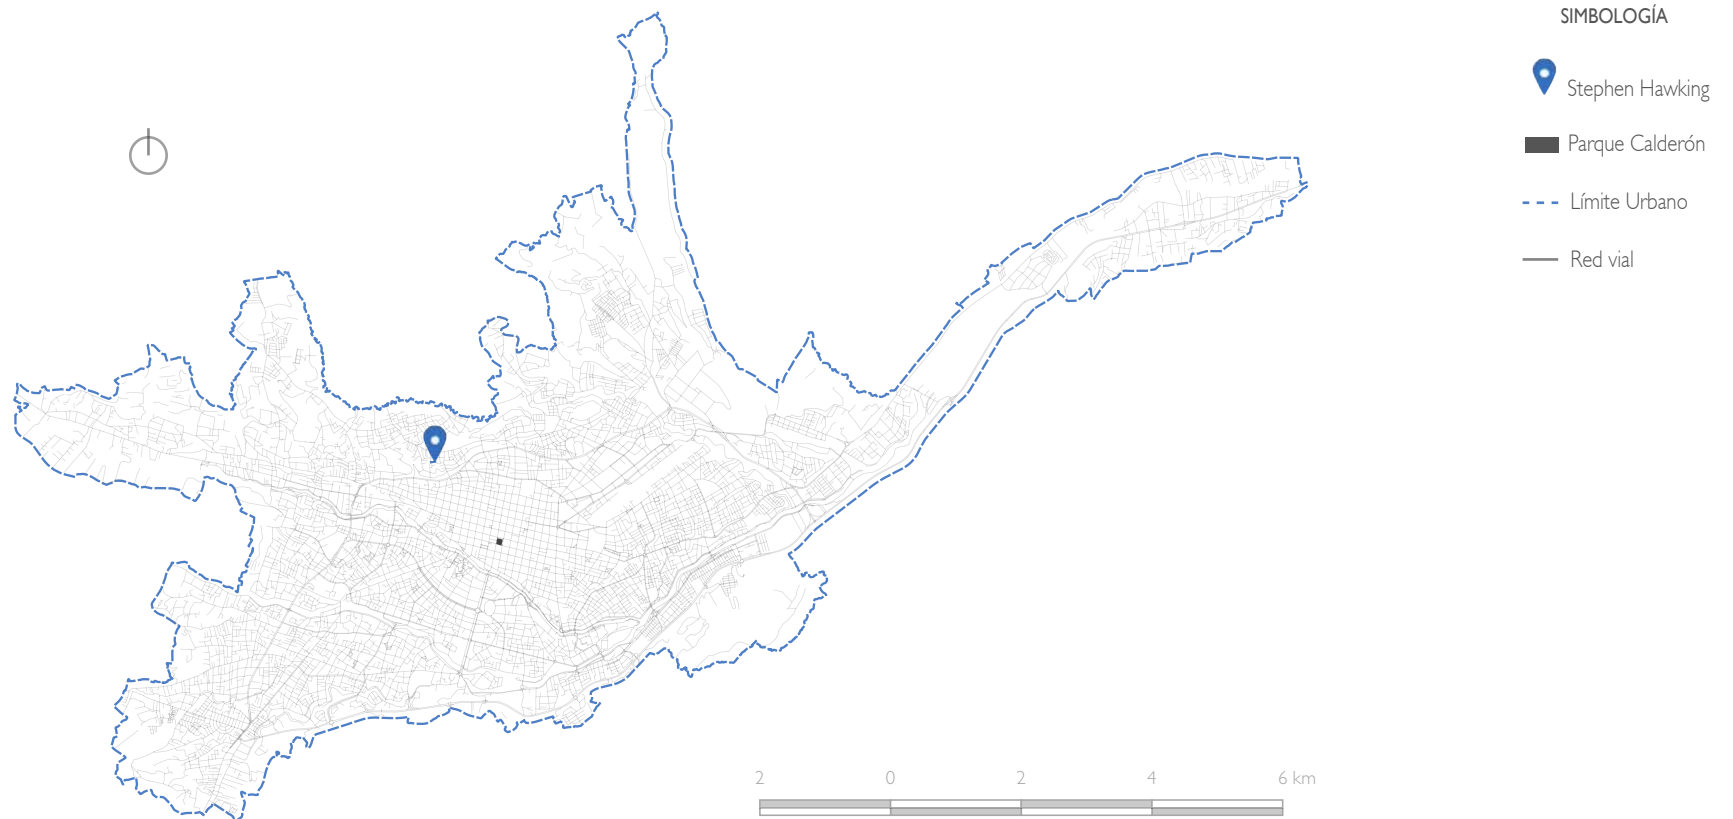 SIMBOLOGÍA
Stephen Hawking
Parque Calderón
Límite Urbano
Red vial
2 0 2 4 6 km